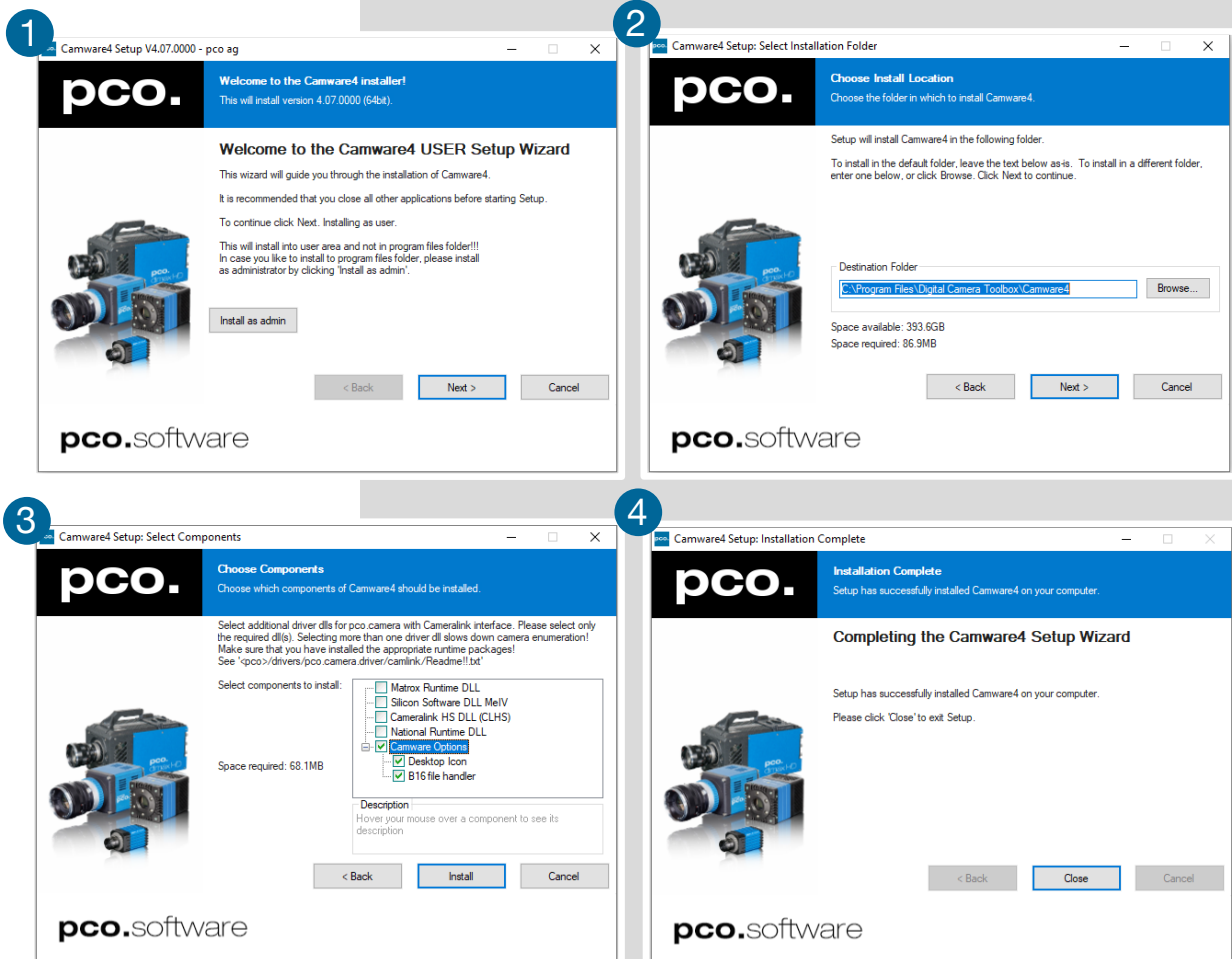 1
Camware4 Setup V4.07.0000 - pco ag
pco.
Welcome to the Camware4 installer!
This will install version 4.07.0000 (64bit).
Welcome to the Camware4 USER Setup Wizard
This wizard will guide you through the installation of Camware4.
It is recommended that you close all other applications before starting Setup.
To continue click Next. Installing as user.
This will install into user area and not in program files folder!!!
In case you like to install to program files folder, please install
as administrator by clicking 'Install as admin'.
Install as admin
< Back
Next >
Cancel
pco.software
2
Camware4 Setup: Select Installation Folder
pco.
Choose Install Location
Choose the folder in which to install Camware4.
Setup will install Camware4 in the following folder.
To install in the default folder, leave the text below as-is. To install in a different folder,
enter one below, or click Browse. Click Next to continue.
Destination Folder
C:\Program Files\Digital Camera Toolbox\Camware4
Browse...
Space available: 393.6GB
Space required: 86.9MB
< Back
Next >
Cancel
pco.software
3
Camware4 Setup: Select Components
pco.
Choose Components
Choose which components of Camware4 should be installed.
Select additional driver dlls for pco.camera with Cameralink interface. Please select only
the required dll(s). Selecting more than one driver dll slows down camera enumeration!
Make sure that you have installed the appropriate runtime packages!
See '<pco>/drivers/pco.camera.driver/camlink/Readme!!.txt'
Select components to install:
Matrox Runtime DLL
Silicon Software DLL MeIV
Cameralink HS DLL (CLHS)
National Runtime DLL
Camware Options
Desktop Icon
B16 file handler
Space required: 68.1MB
Description
Hover your mouse over a component to see its
description
< Back
Install
Cancel
pco.software
4
Camware4 Setup: Installation Complete
pco.
Installation Complete
Setup has successfully installed Camware4 on your computer.
Completing the Camware4 Setup Wizard
Setup has successfully installed Camware4 on your computer.
Please click 'Close' to exit Setup.
< Back
Close
Cancel
pco.software